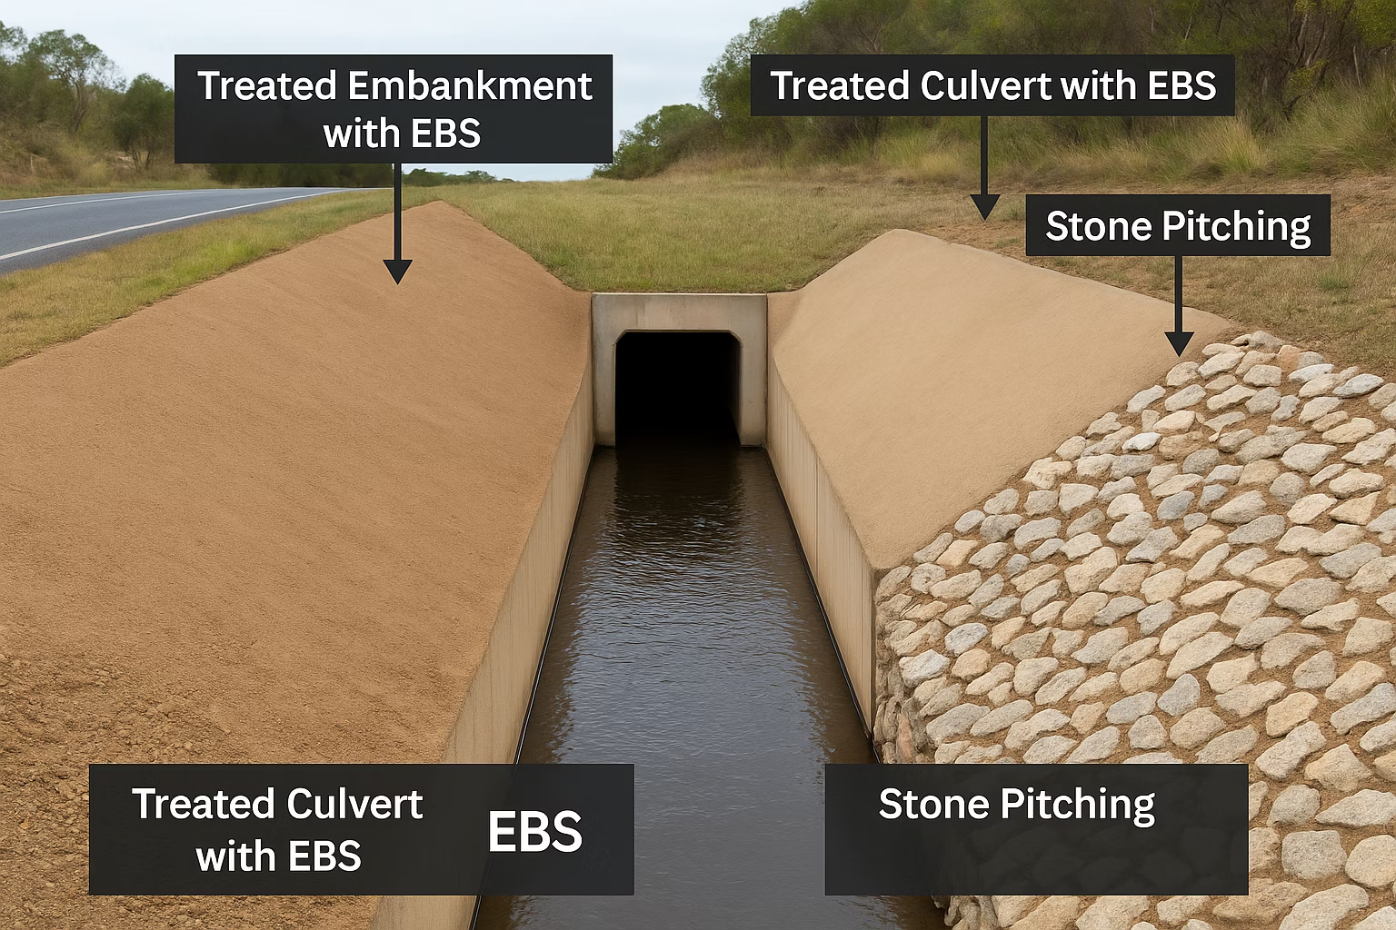 Treated Embankment
with EBS
Treated Culvert with EBS
Stone Pitching
Treated Culvert
with EBS
EBS
Stone Pitching